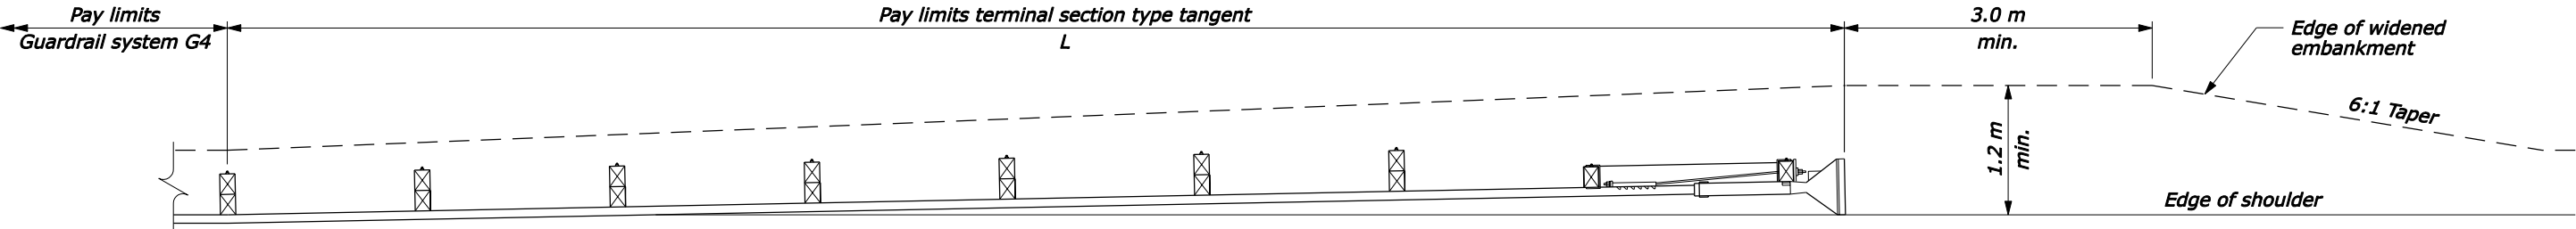 Pay limits
Guardrail system G4
Pay limits terminal section type tangent
L
3.0 m
min.
Edge of widened
embankment
6:1 Taper
1.2 m
min.
Edge of shoulder